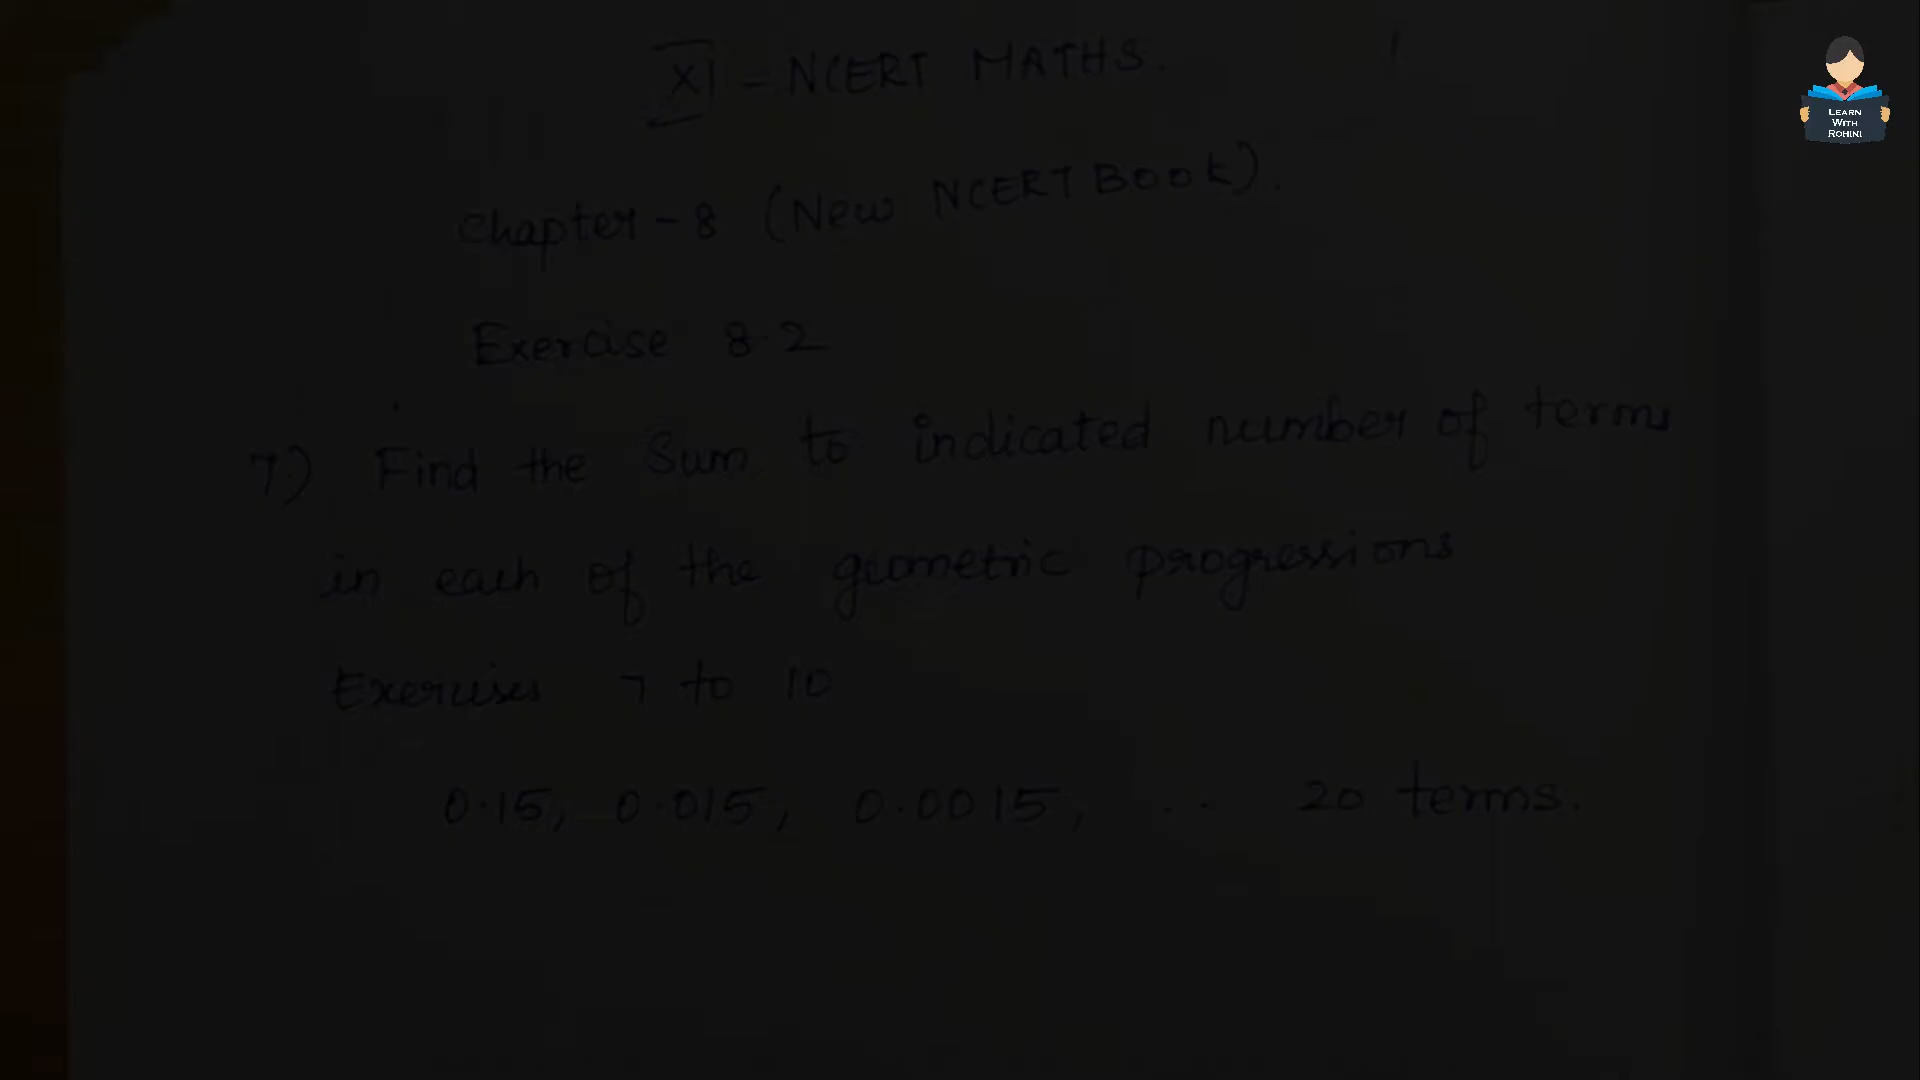 XI - NCERT MATHS.
Chapter - 8 (New NCERT Book).
Exercise 8.2
7) Find the Sum to indicated number of terms
in each of the geometric progressions
Exercises 7 to 10
0.15, 0.015, 0.0015, .. 20 terms.
LEARN
WITH
ROHINI